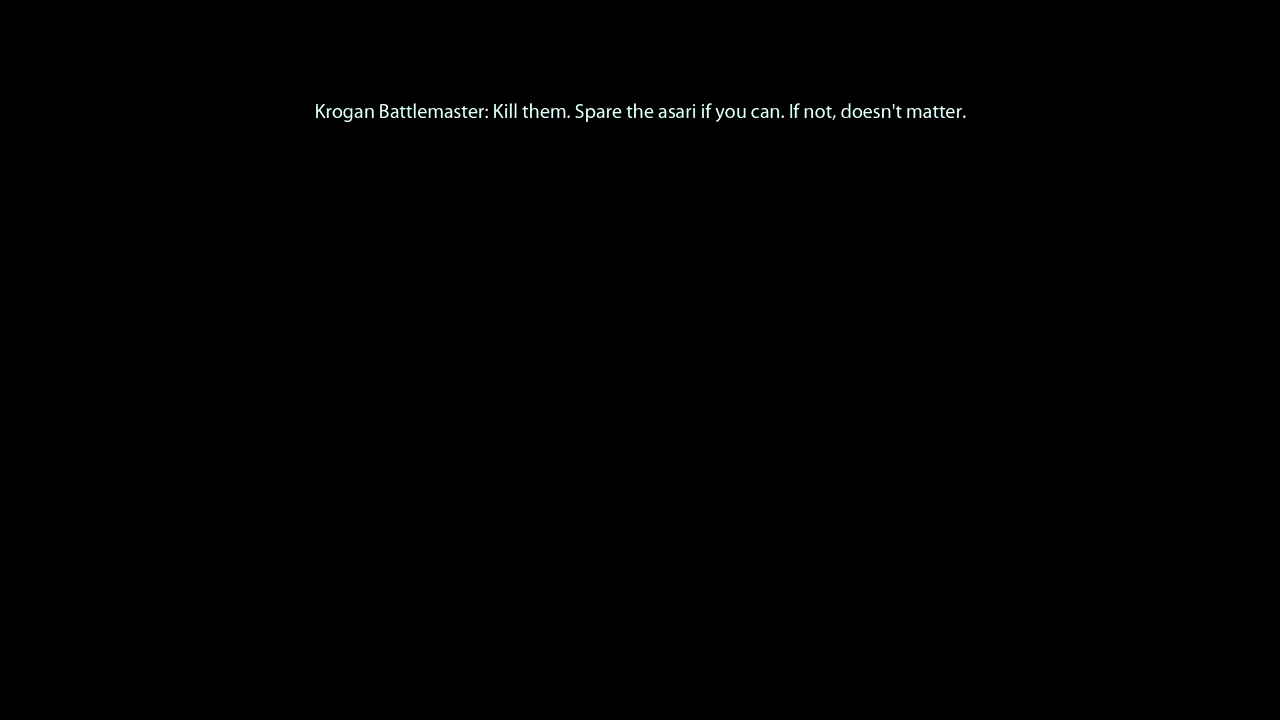 Krogan Battlemaster: Kill them. Spare the asari if you can. If not, doesn't matter.